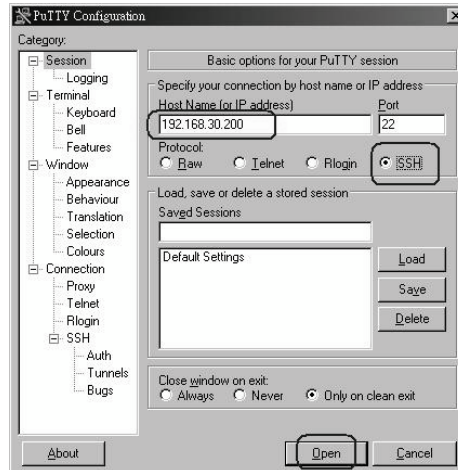 PuTTY Configuration
Category:
Session
Logging
Terminal
Keyboard
Bell
Features
Window
Appearance
Behaviour
Translation
Selection
Colours
Connection
Proxy
Telnet
Rlogin
SSH
Auth
Tunnels
Bugs
Basic options for your PuTTY session
Specify your connection by host name or IP address
Host Name (or IP address) Port
192.168.30.200 22
Protocol:
Raw Telnet Rlogin SSH
Load, save or delete a stored session
Saved Sessions
Default Settings
Load
Save
Delete
Close window on exit:
Always Never Only on clean exit
About Open Cancel